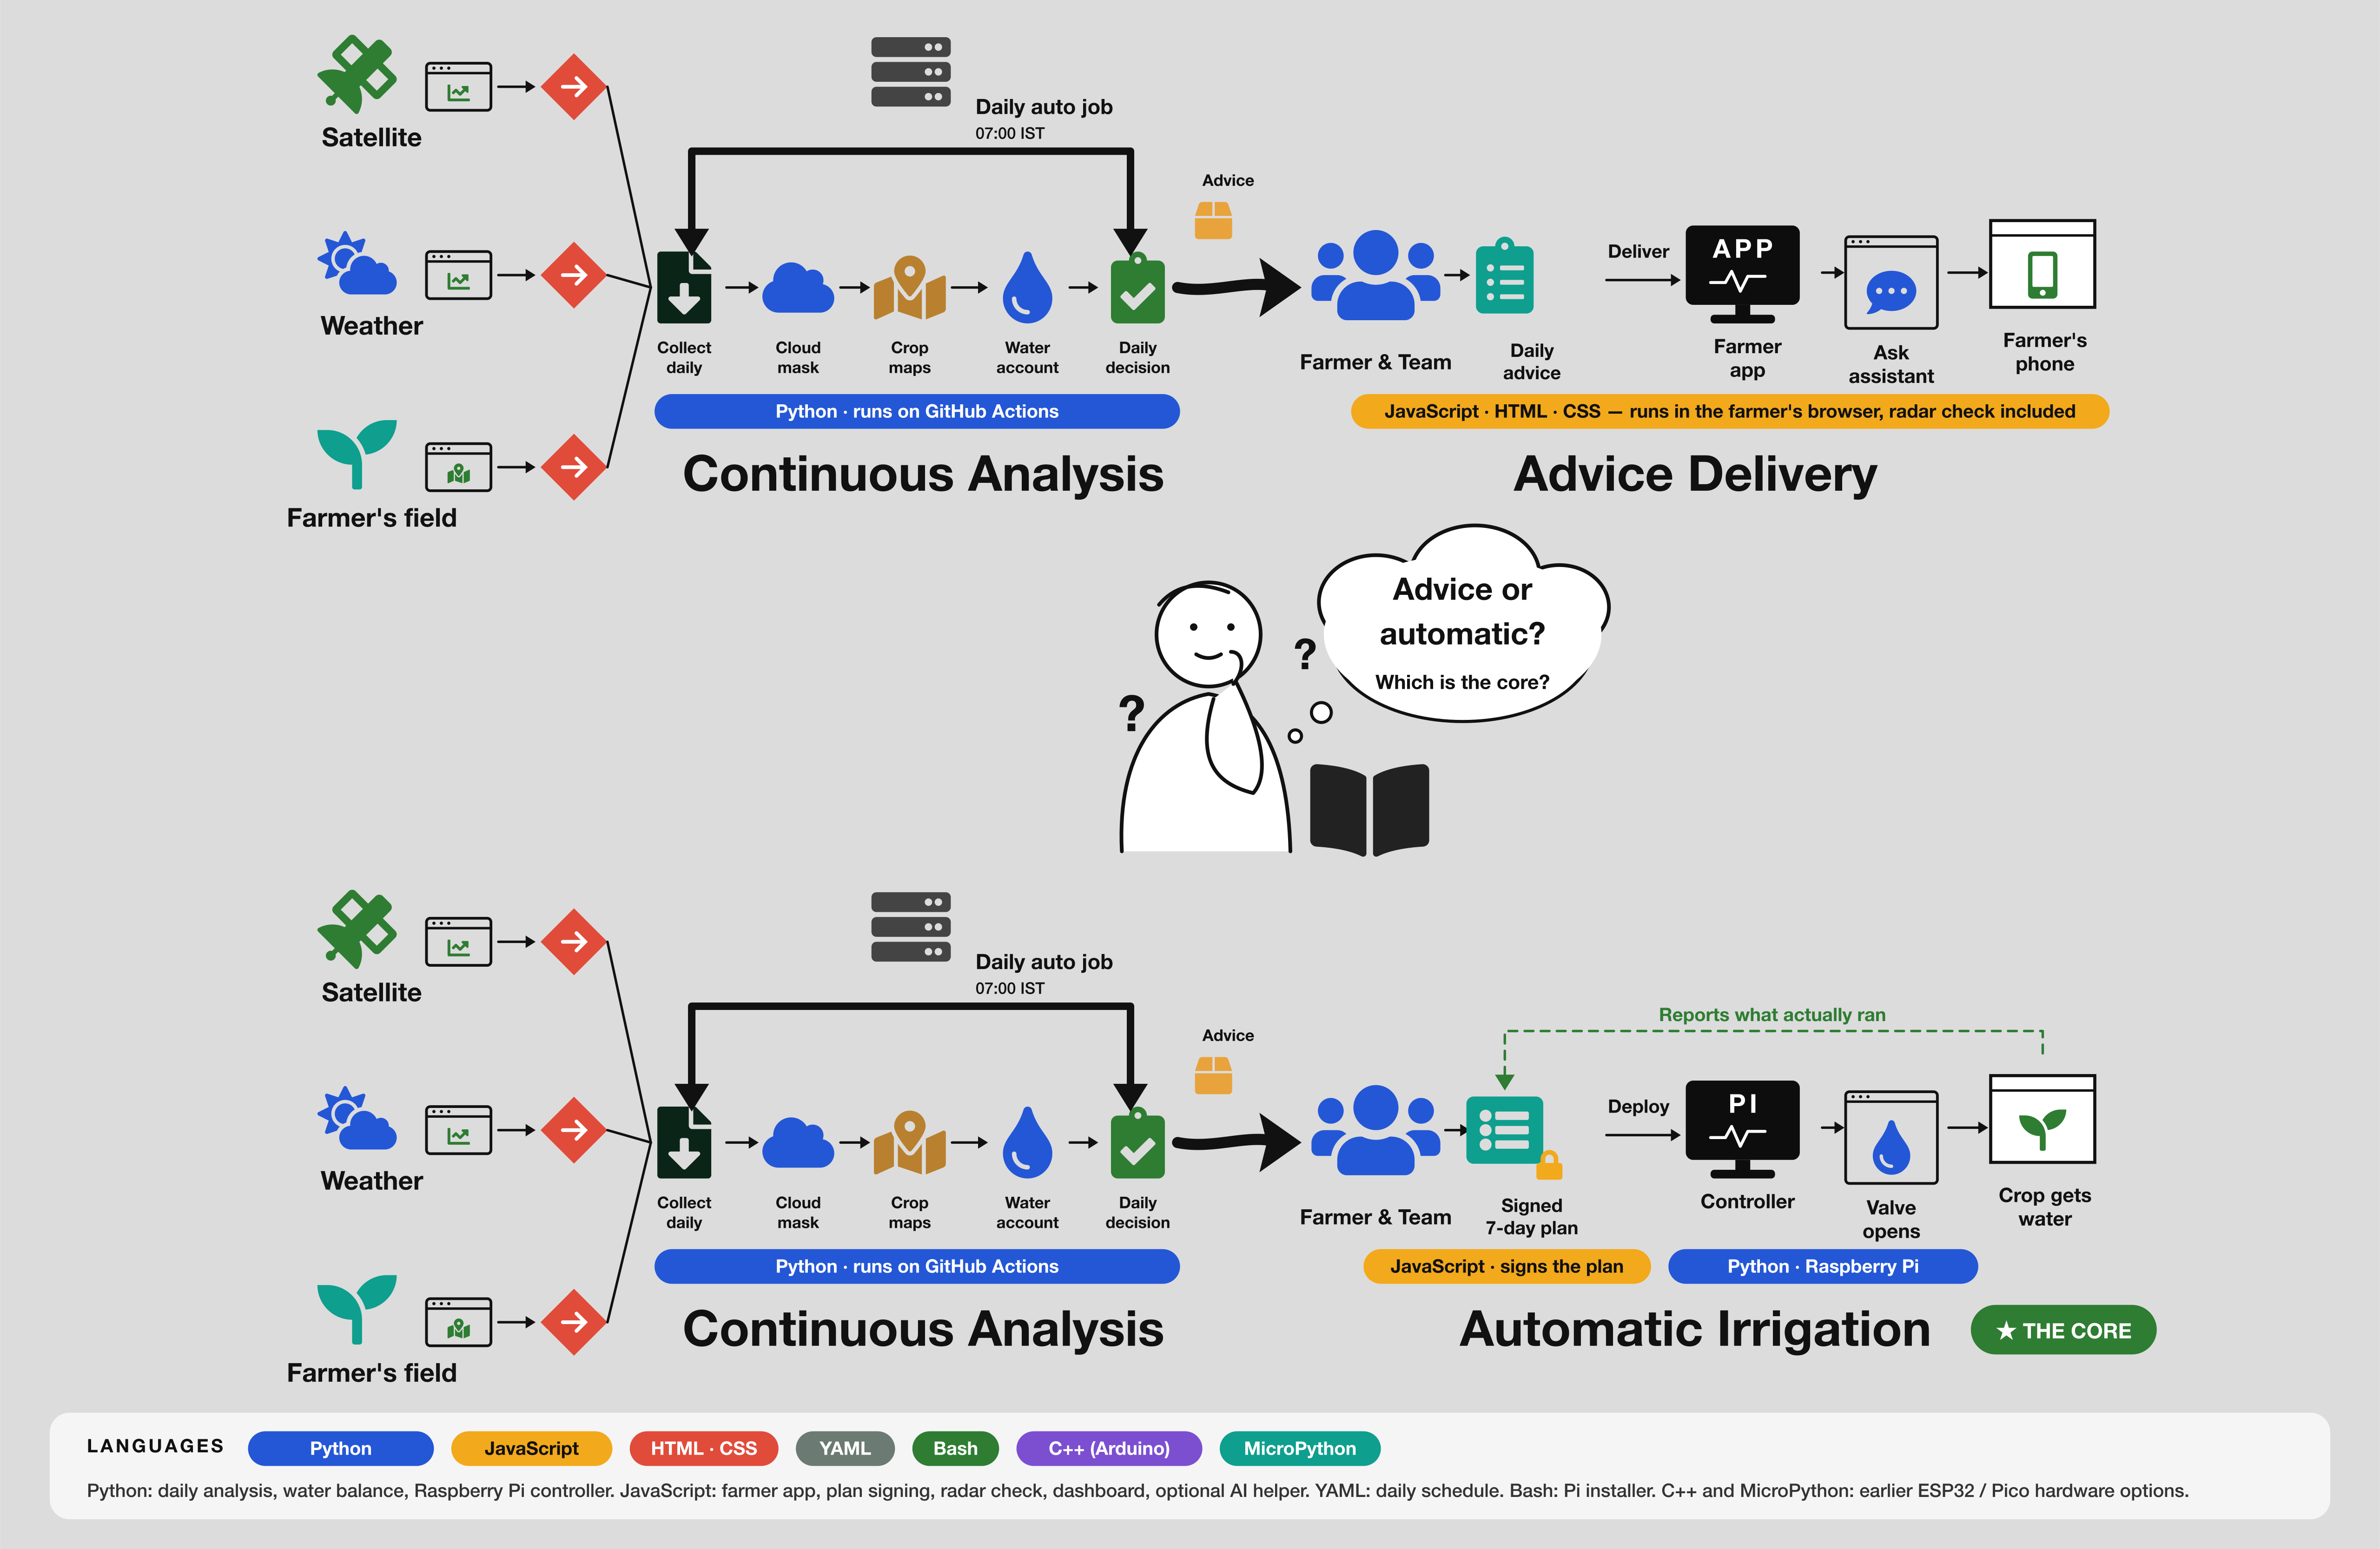 Satellite
Weather
Farmer's field
Daily auto job
07:00 IST
Collect
daily
Cloud
mask
Crop
maps
Water
account
Daily
decision
Python · runs on GitHub Actions
Continuous Analysis
Advice
Farmer & Team
Daily
advice
Deliver
APP
Farmer
app
Ask
assistant
Farmer's
phone
JavaScript · HTML · CSS — runs in the farmer's browser, radar check included
Advice Delivery
?
?
Advice or
automatic?
Which is the core?
Satellite
Weather
Farmer's field
Daily auto job
07:00 IST
Collect
daily
Cloud
mask
Crop
maps
Water
account
Daily
decision
Python · runs on GitHub Actions
Continuous Analysis
Advice
Farmer & Team
Reports what actually ran
Signed
7-day plan
Deploy
PI
Controller
Valve
opens
Crop gets
water
JavaScript · signs the plan
Python · Raspberry Pi
Automatic Irrigation
★ THE CORE
LANGUAGES
Python
JavaScript
HTML · CSS
YAML
Bash
C++ (Arduino)
MicroPython
Python: daily analysis, water balance, Raspberry Pi controller. JavaScript: farmer app, plan signing, radar check, dashboard, optional AI helper. YAML: daily schedule. Bash: Pi installer. C++ and MicroPython: earlier ESP32 / Pico hardware options.